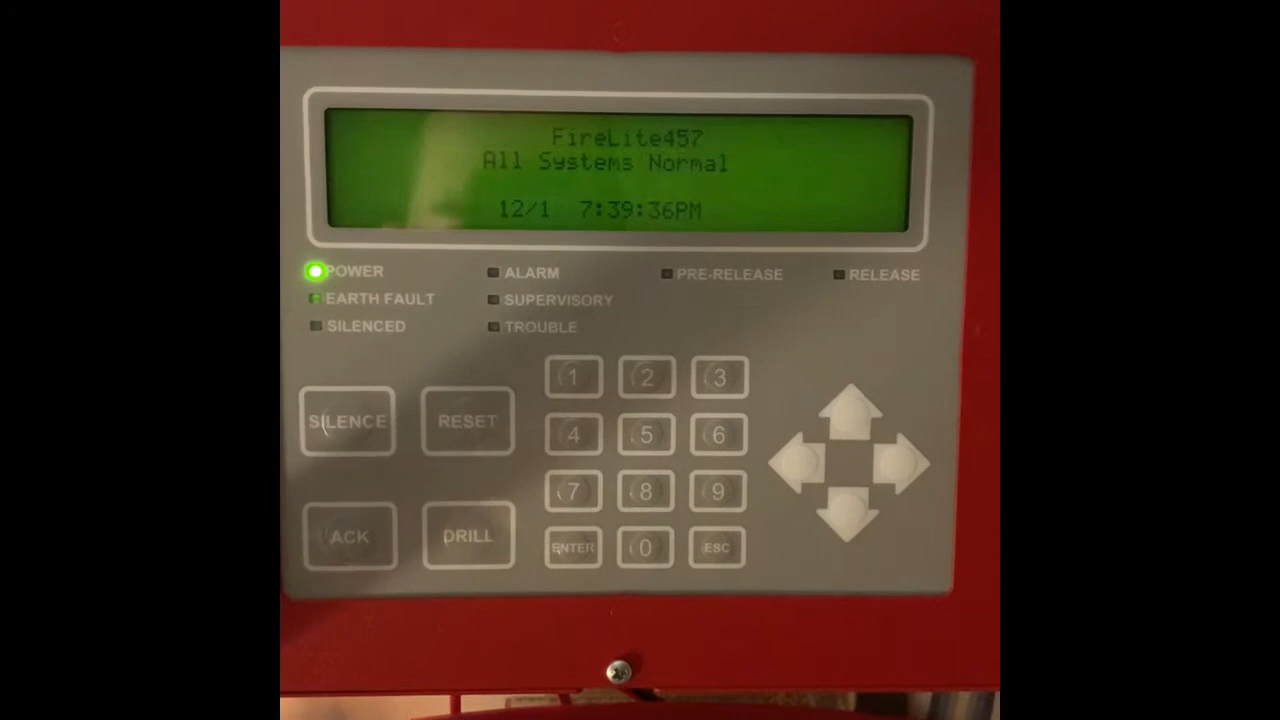 FireLite457
All Systems Normal
12/1 7:39:36PM
POWER ALARM PRE-RELEASE RELEASE
EARTH FAULT SUPERVISORY
SILENCED TROUBLE
1 2 3
SILENCE RESET 4 5 6
7 8 9
ACK DRILL ENTER 0 ESC